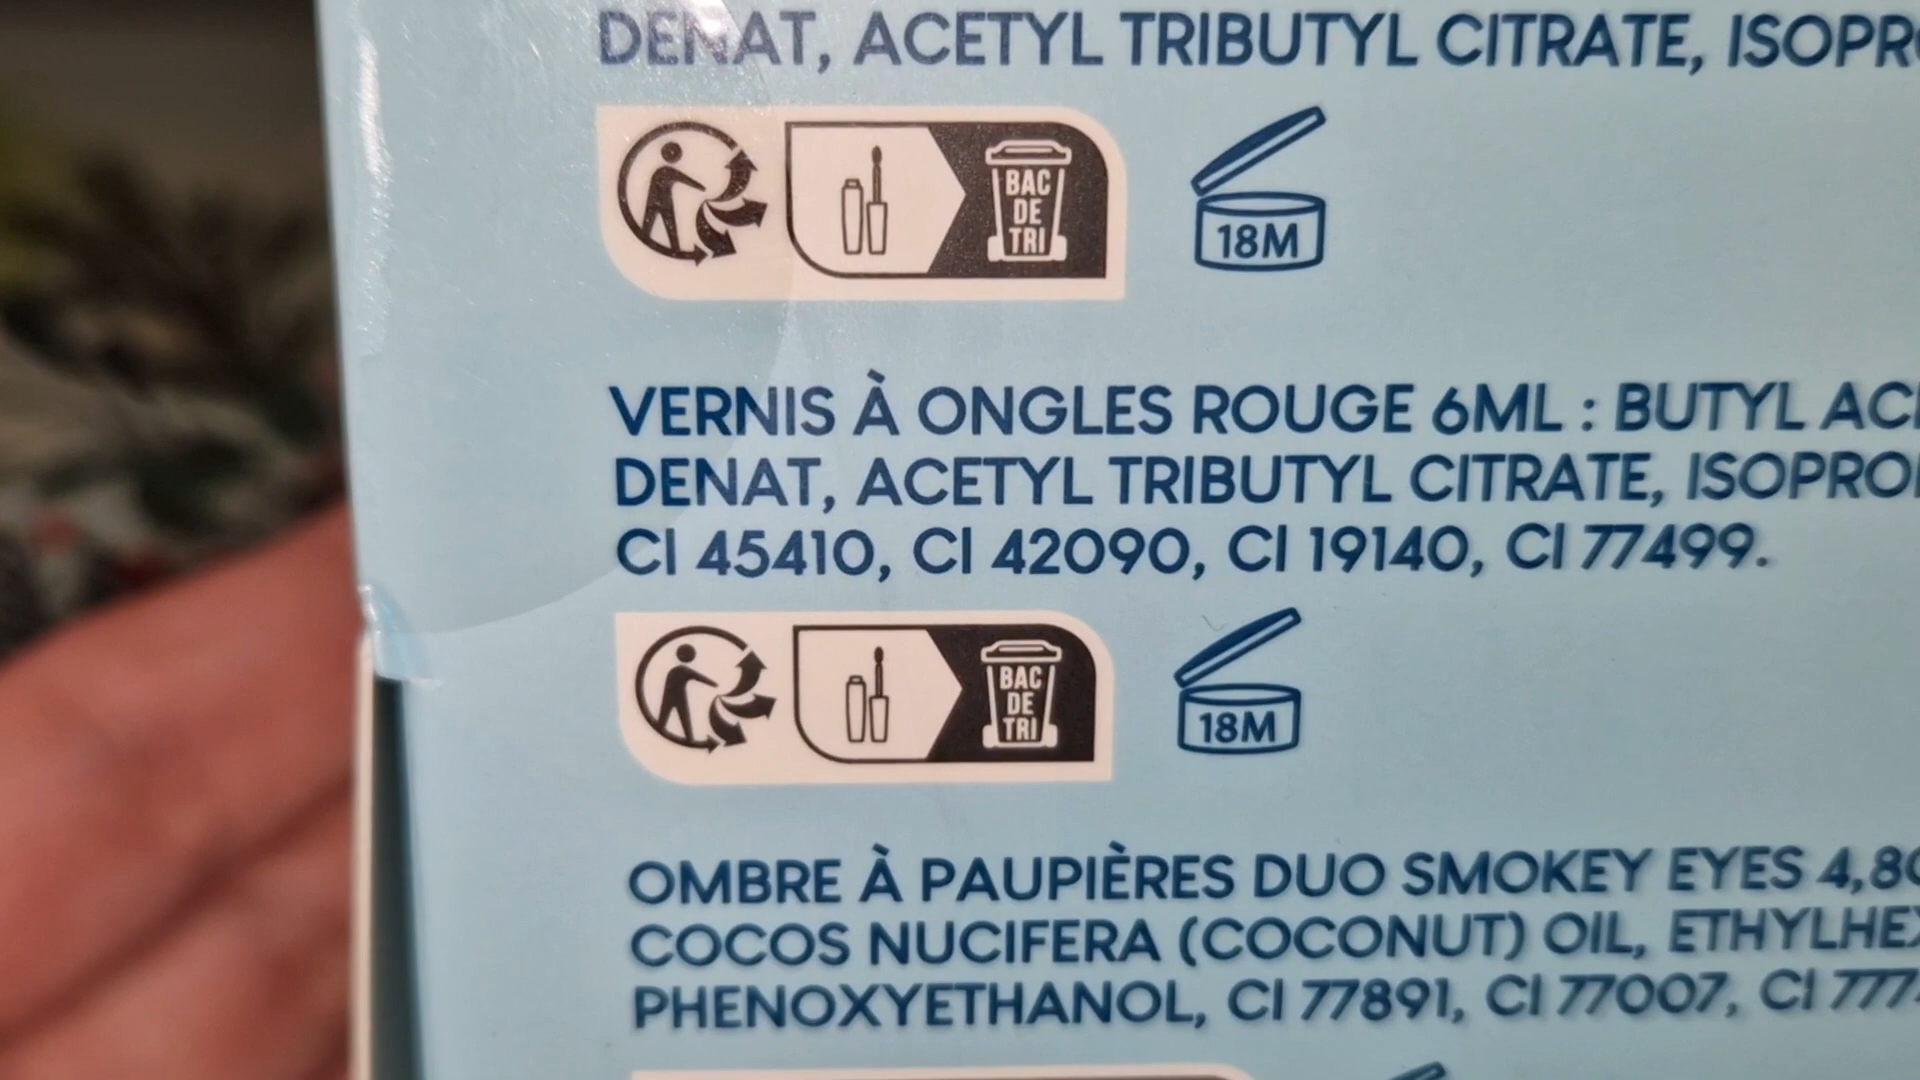 DENAT, ACETYL TRIBUTYL CITRATE,
BAC
DE
TRI
18M
VERNIS À ONGLES ROUGE 6ML : BUTYL
DENAT, ACETYL TRIBUTYL CITRATE,
CI 45410, CI 42090, CI 19140, CI 77499.
BAC
DE
TRI
18M
OMBRE À PAUPIÈRES DUO SMOKEY EYES
COCOS NUCIFERA (COCONUT) OIL,
PHENOXYETHANOL, CI 77891, CI 77007, CI